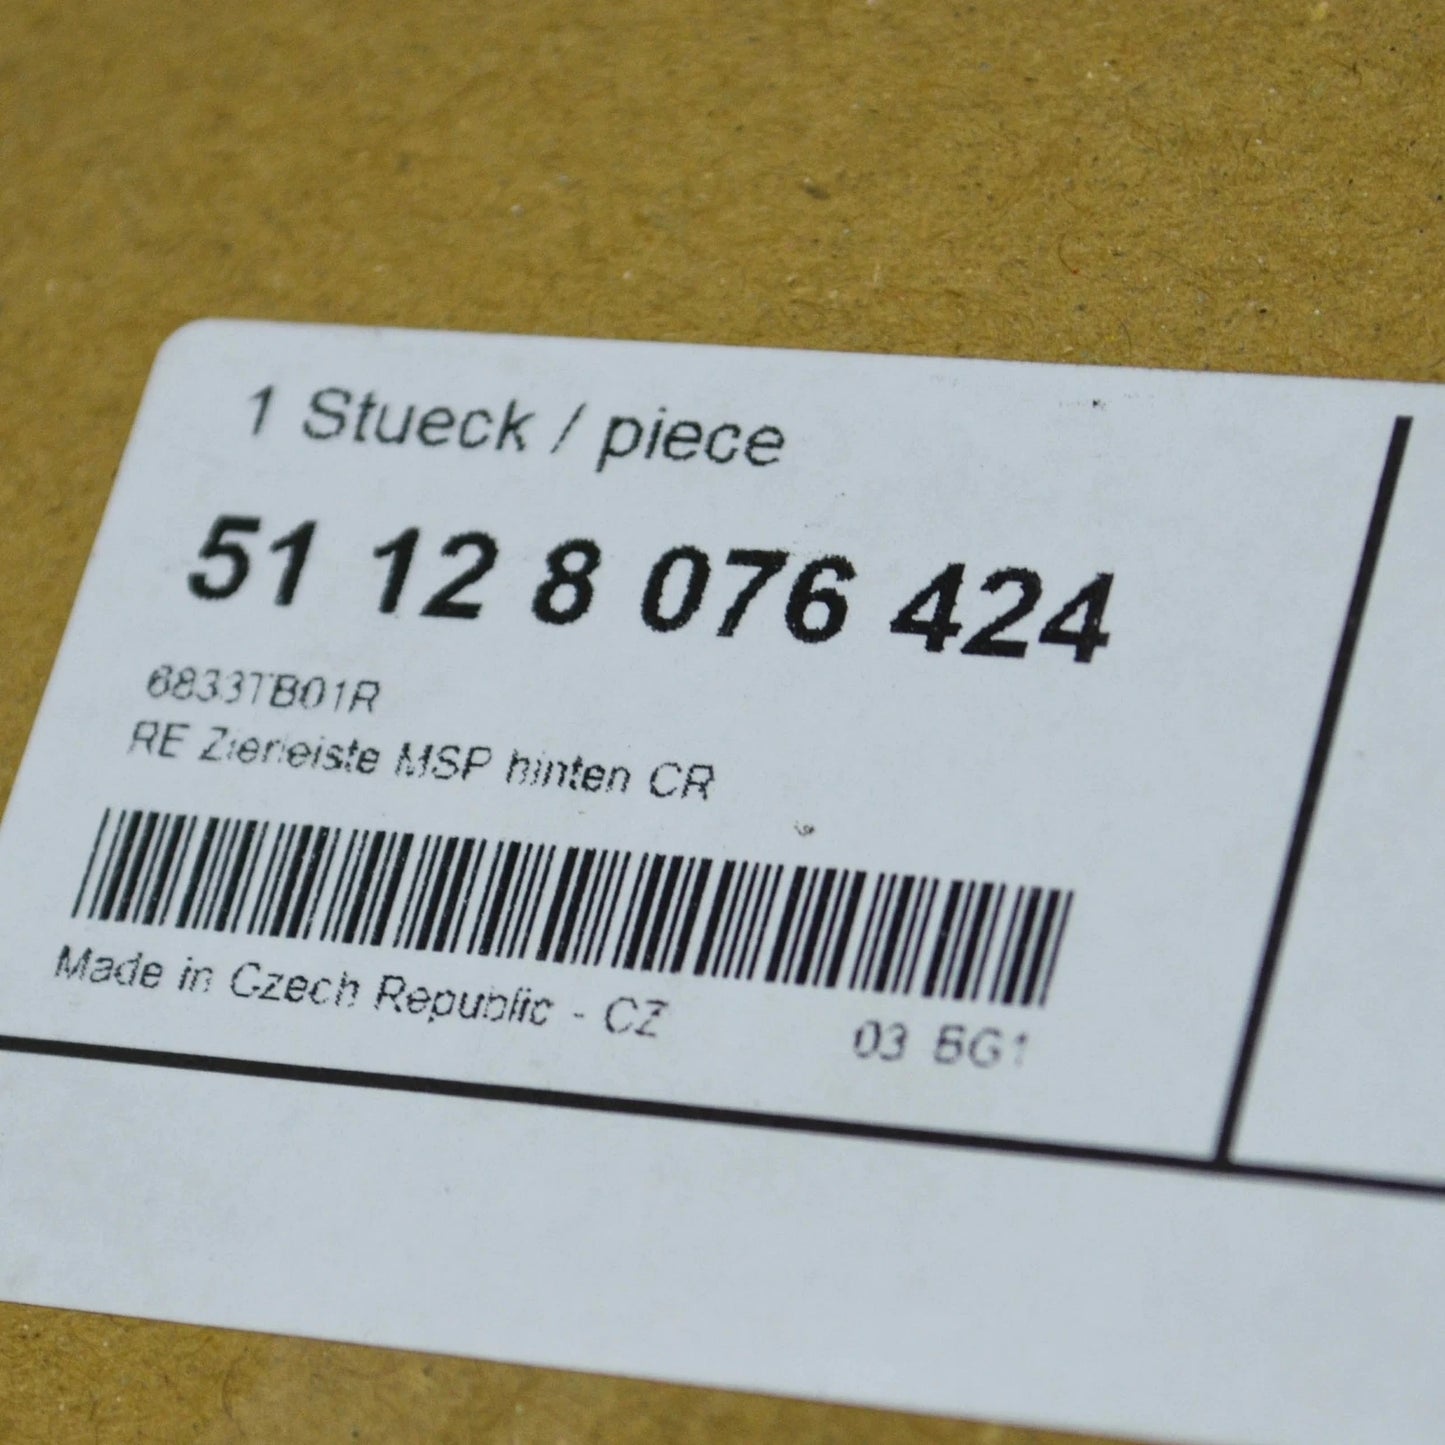 1 Stueck / piece
51 12 8 076 424
6833TB01R
RE Zierleiste MSP hinten CR
Made in Czech Republic - CZ
03 BG1